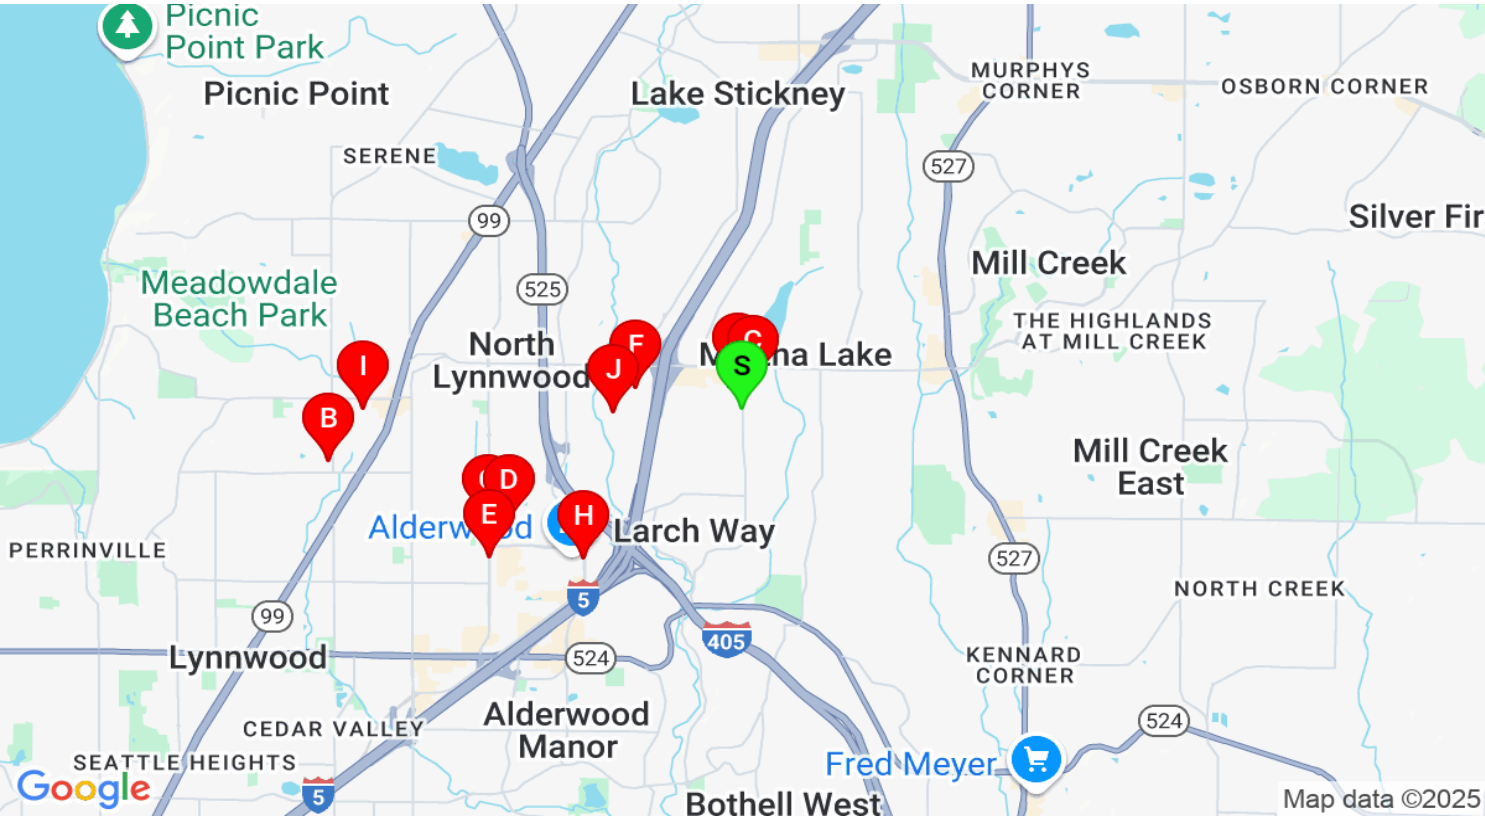 Picnic
Point Park
Picnic Point
Lake Stickney
MURPHYS
CORNER
OSBORN CORNER
SERENE
527
99
Silver Fir
Mill Creek
Meadowdale
Beach Park
525
THE HIGHLANDS
AT MILL CREEK
North
Lynnwood
F
J
C
S
Lake
I
B
Mill Creek
East
D
E
H
Alderwood
Larch Way
PERRINVILLE
527
5
NORTH CREEK
99
405
Lynnwood
524
KENNARD
CORNER
Alderwood
Manor
524
CEDAR VALLEY
SEATTLE HEIGHTS
Fred Meyer
Google
5
Bothell West
Map data ©2025